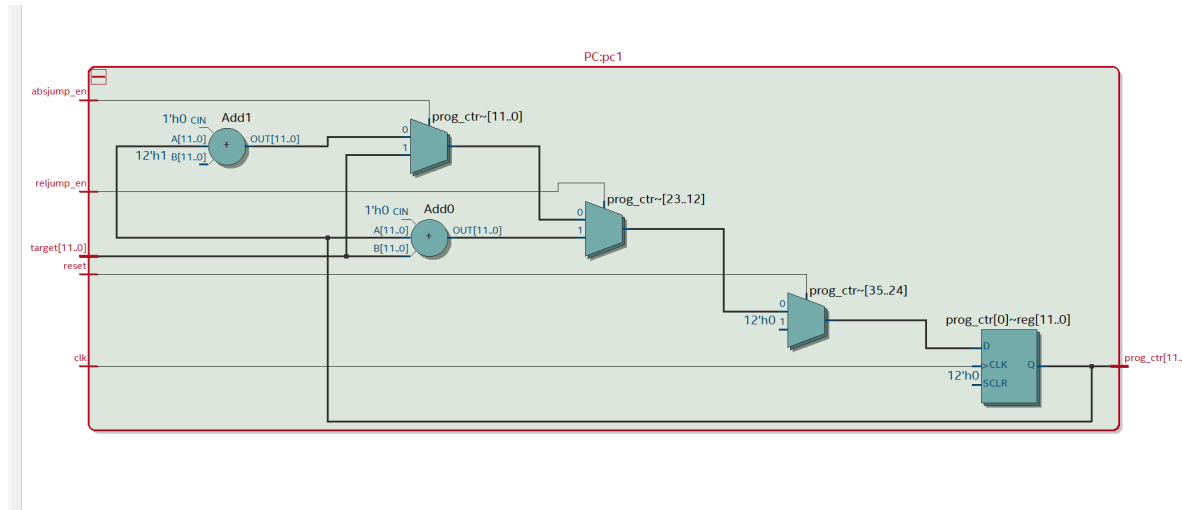 PC:pc1
absjump_en
1'h0 CIN
Add1
A[11..0]
OUT[11..0]
12'h1 B[11..0]
+
prog_ctr~[11..0]
0
1
reljump_en
prog_ctr~[23..12]
0
1
1'h0 CIN
Add0
A[11..0]
OUT[11..0]
B[11..0]
+
target[11..0]
reset
prog_ctr~[35..24]
0
12'h0 1
prog_ctr[0]~reg[11..0]
D
clk
>CLK
Q
12'h0
SCLR
prog_ctr[11..